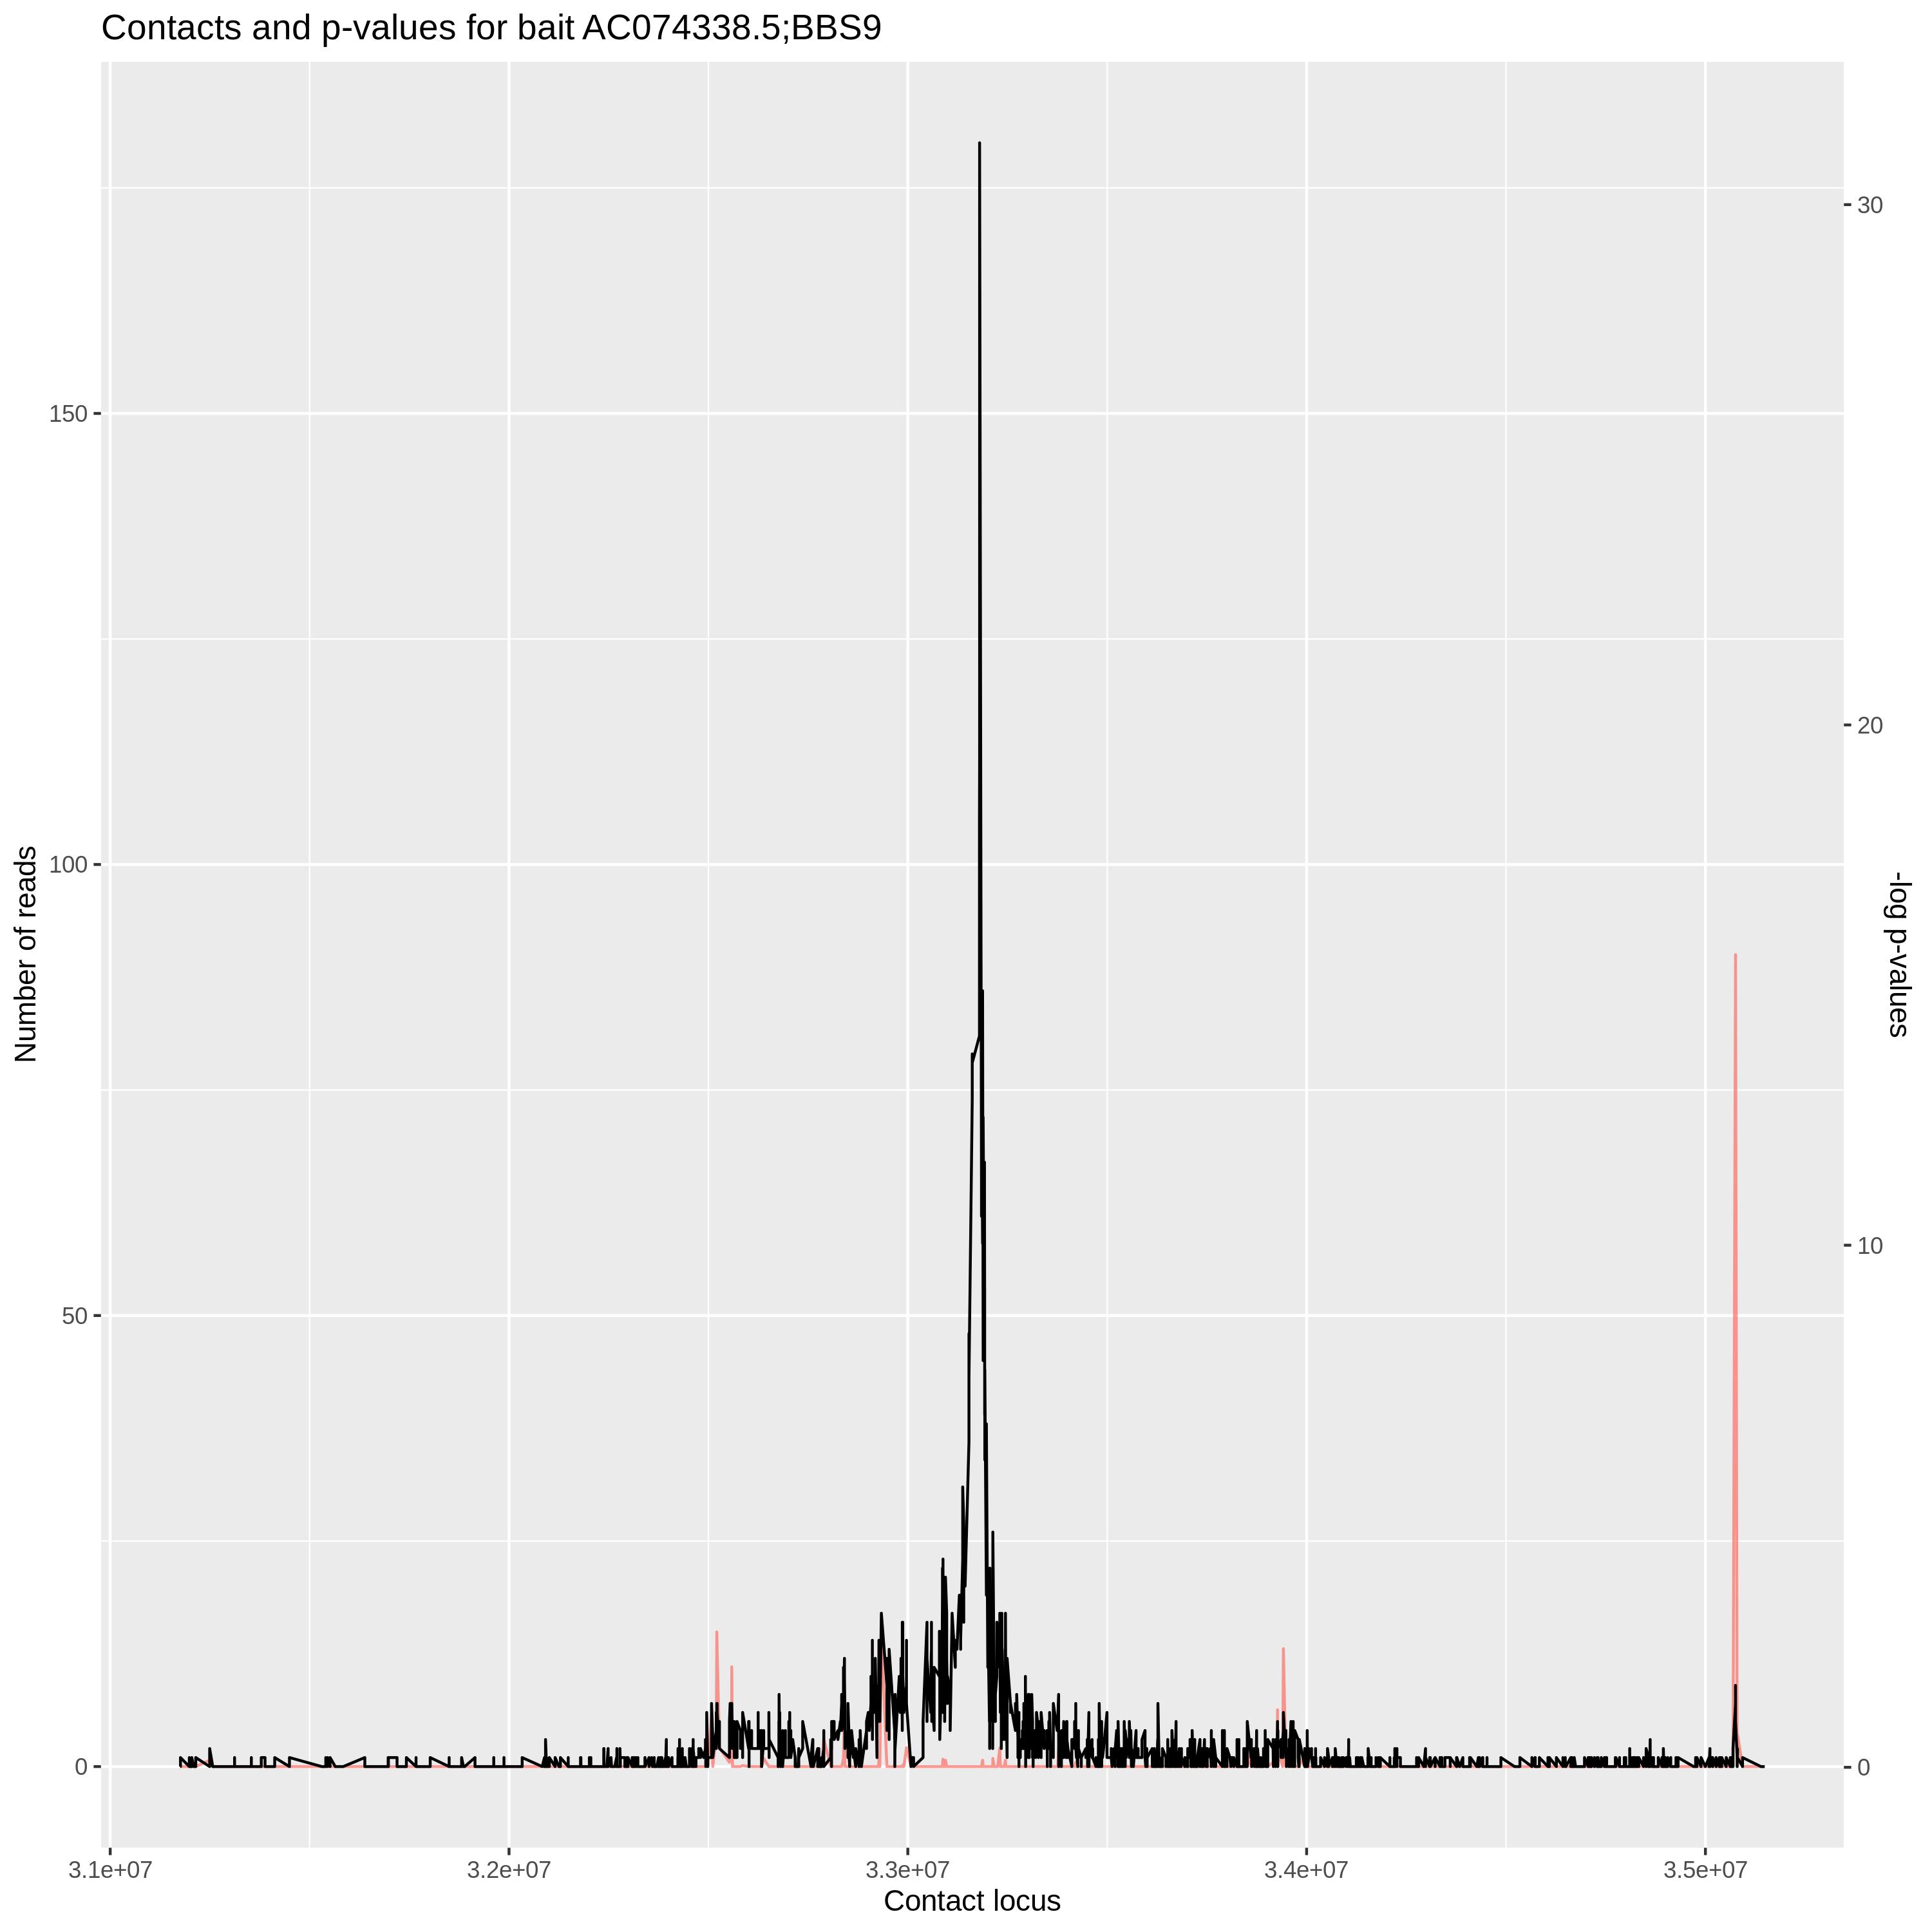 Contacts and p-values for bait AC074338.5;BBS9
Number of reads
150
100
50
0
30
20
10
0
-log p-values
3.1e+07
3.2e+07
3.3e+07
3.4e+07
3.5e+07
Contact locus